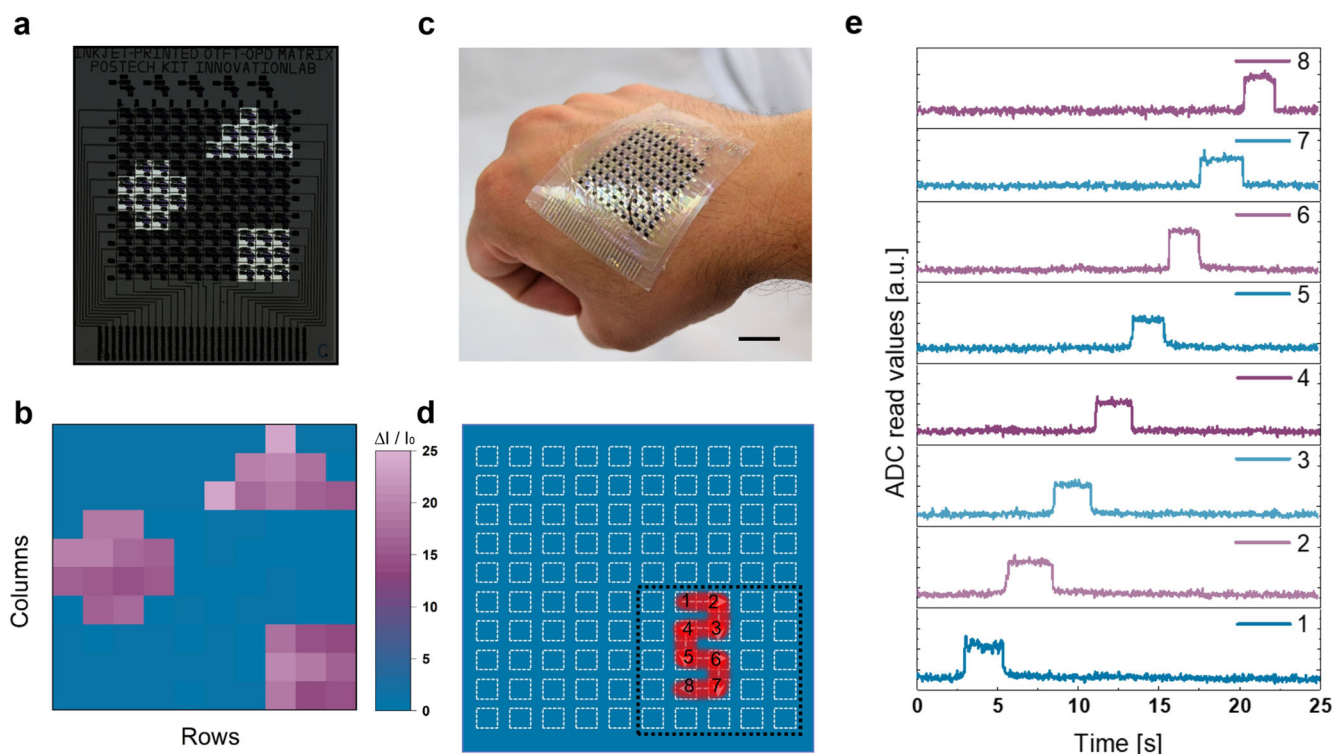 a
INKJET-PRINTED OTFT-OPD MATRIX
POSTECH KIT INNOVATIONLAB
C
b
ΔI / I₀
25
20
15
10
5
0
Columns
Rows
c
d
1 2
4 3
5 6
8 7
e
8
7
6
5
4
3
2
1
ADC read values [a.u.]
0 5 10 15 20 25
Time [s]